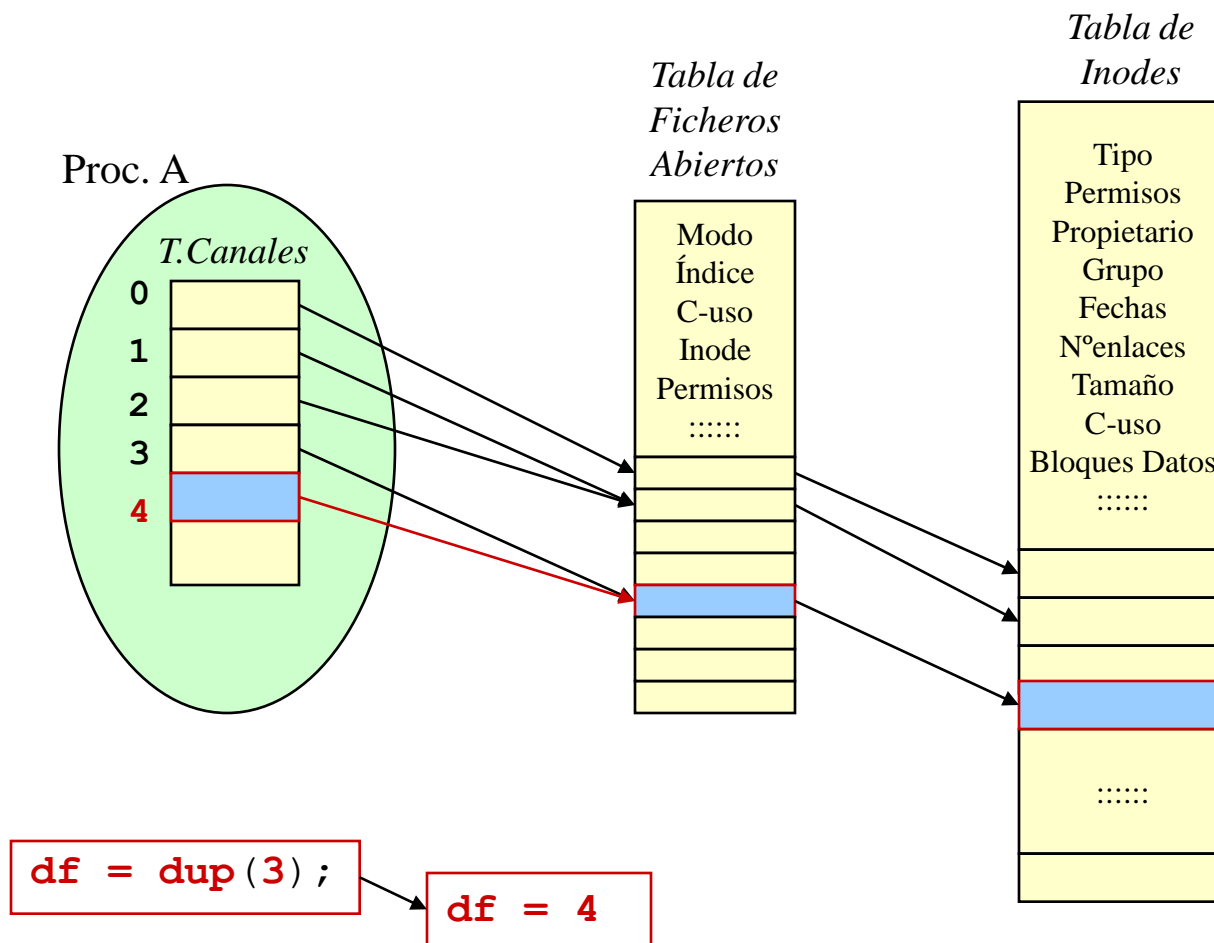 Proc. A
T.Canales
0
1
2
3
4
Tabla de
Ficheros
Abiertos
Modo
Índice
C-uso
Inode
Permisos
::::::
Tabla de
Inodes
Tipo
Permisos
Propietario
Grupo
Fechas
Nºenlaces
Tamaño
C-uso
Bloques Datos
::::::
::::::
df = dup(3);
df = 4